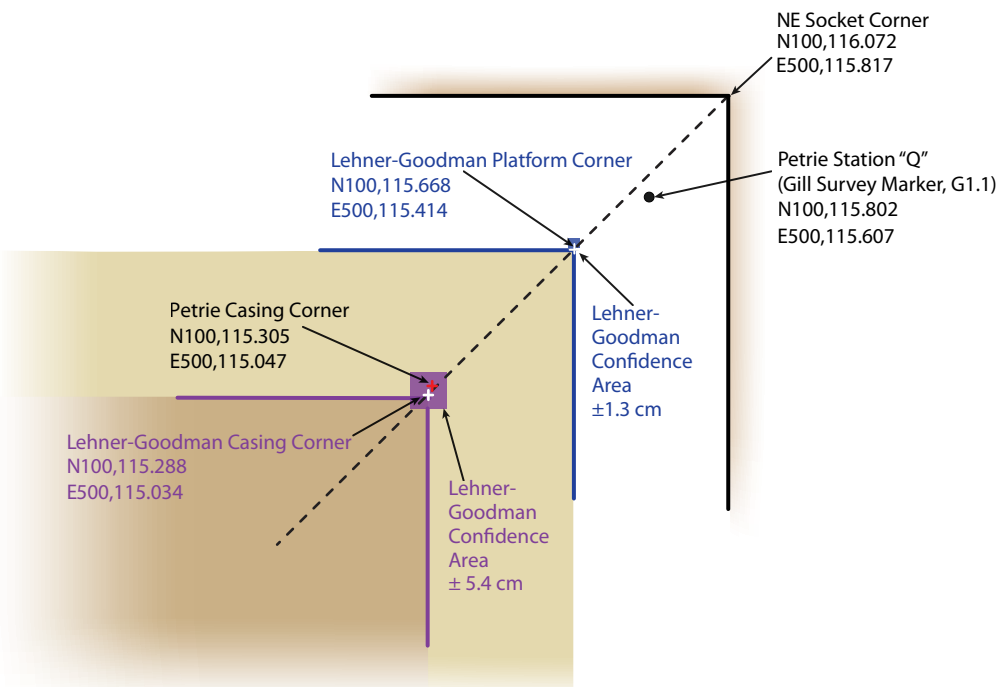 NE Socket Corner
N100,116.072
E500,115.817
Lehner-Goodman Platform Corner
N100,115.668
E500,115.414
Petrie Station “Q”
(Gill Survey Marker, G1.1)
N100,115.802
E500,115.607
Petrie Casing Corner
N100,115.305
E500,115.047
Lehner-
Goodman
Confidence
Area
±1.3 cm
Lehner-Goodman Casing Corner
N100,115.288
E500,115.034
Lehner-
Goodman
Confidence
Area
± 5.4 cm